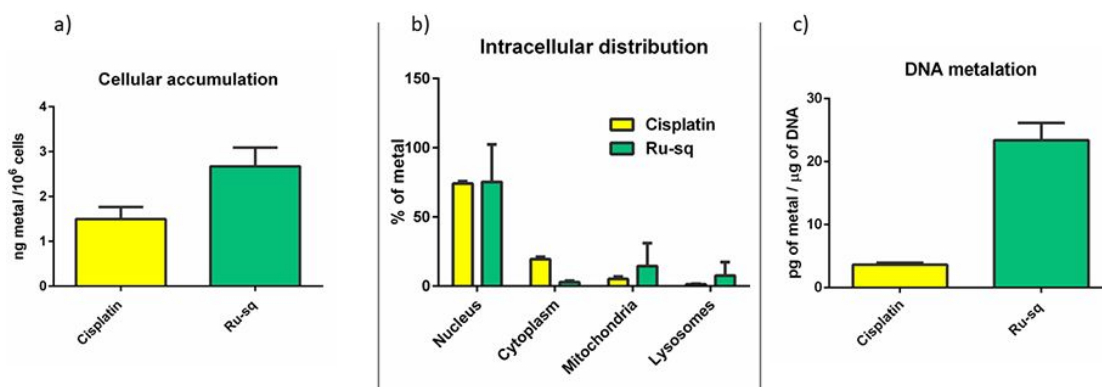 a)
Cellular accumulation
ng metal /10⁶ cells
4
3
2
1
0
Cisplatin
Ru-sq
b)
Intracellular distribution
% of metal
150
100
50
0
Cisplatin
Ru-sq
Nucleus
Cytoplasm
Mitochondria
Lysosomes
c)
DNA metalation
pg of metal / µg of DNA
30
20
10
0
Cisplatin
Ru-sq